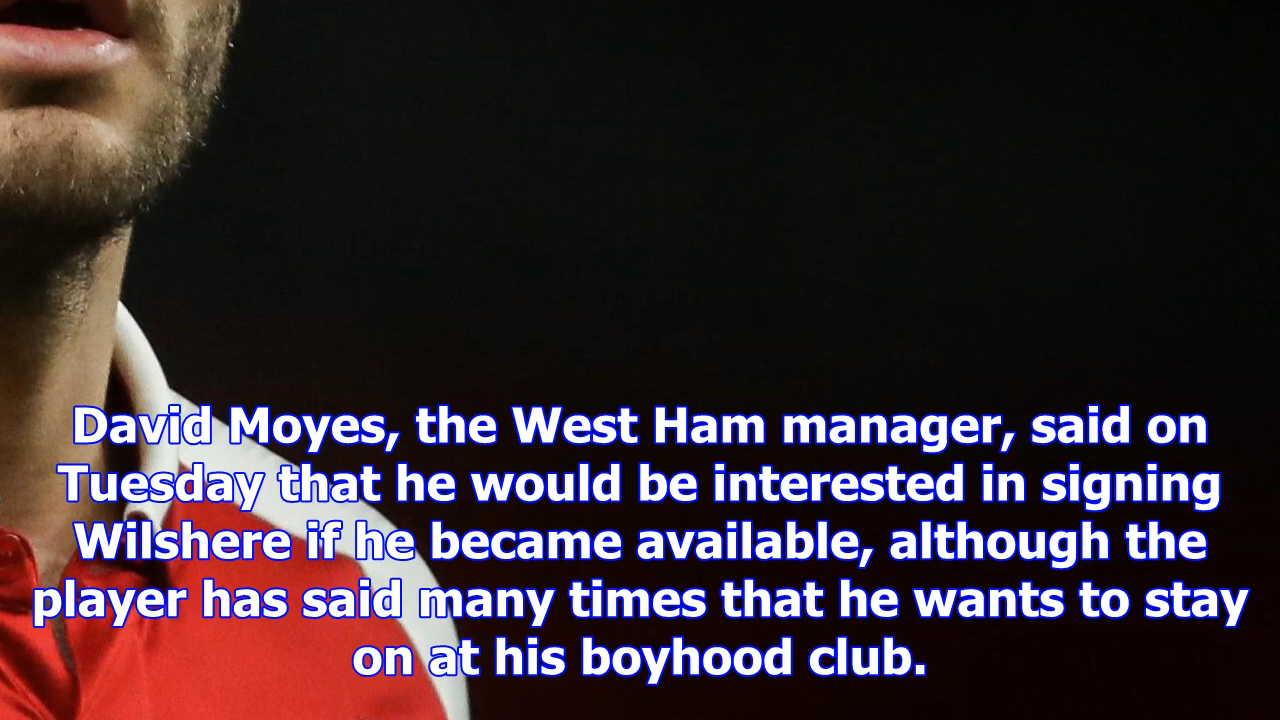 David Moyes, the West Ham manager, said on
Tuesday that he would be interested in signing
Wilshere if he became available, although the
player has said many times that he wants to stay
on at his boyhood club.